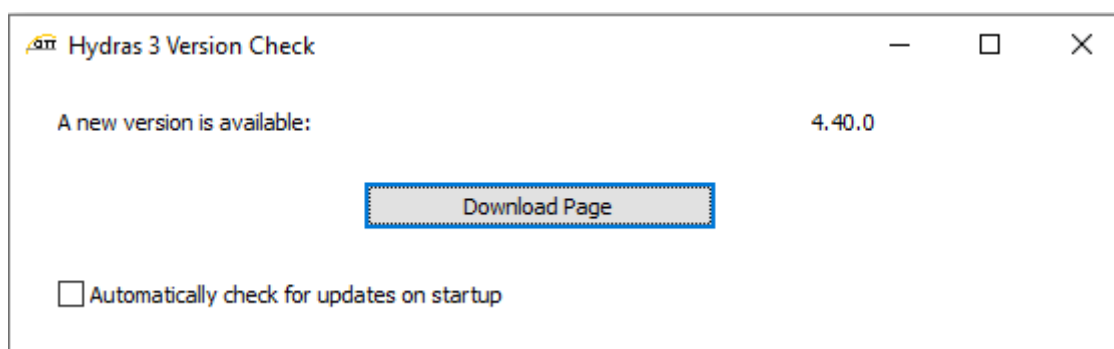 OTT Hydras 3 Version Check
A new version is available: 4.40.0
Download Page
Automatically check for updates on startup